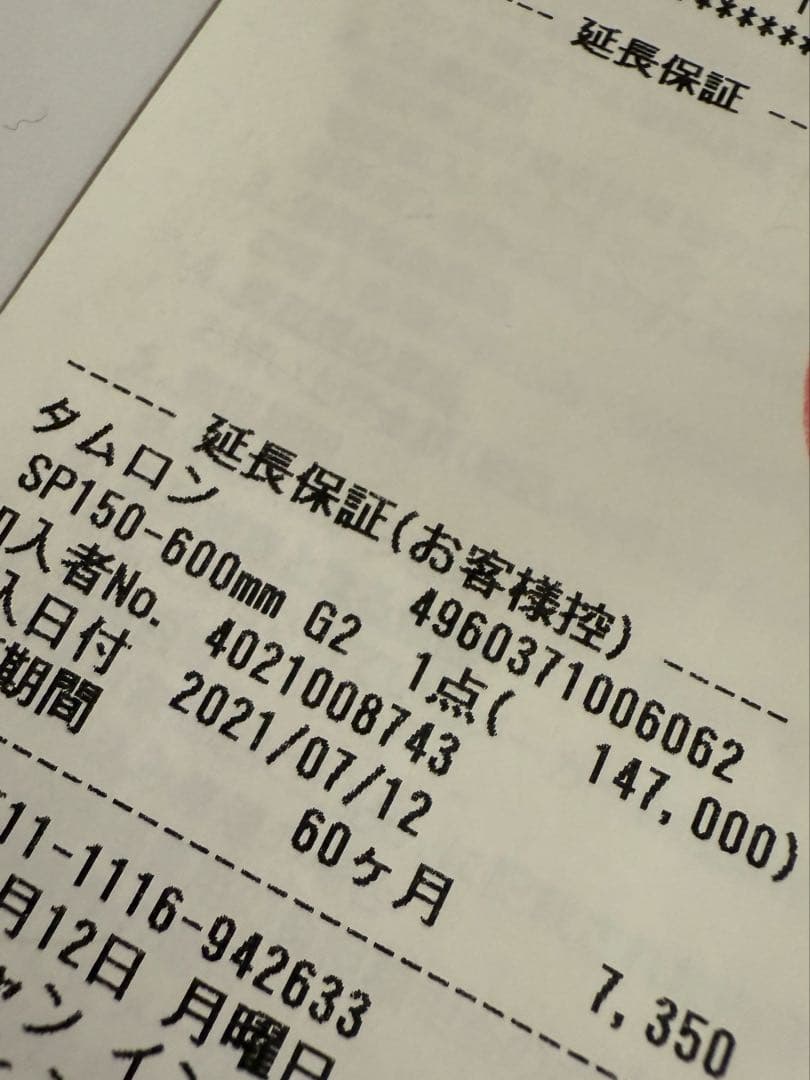 ----- 延長保証 --
----- 延長保証(お客様控) -----
タムロン 4960371006062
SP150-600mm G2 1点( 147,000)
入者No. 4021008743
入日付 2021/07/12
期間 60ヶ月
7,350
11-1116-942633
月12日 月曜日